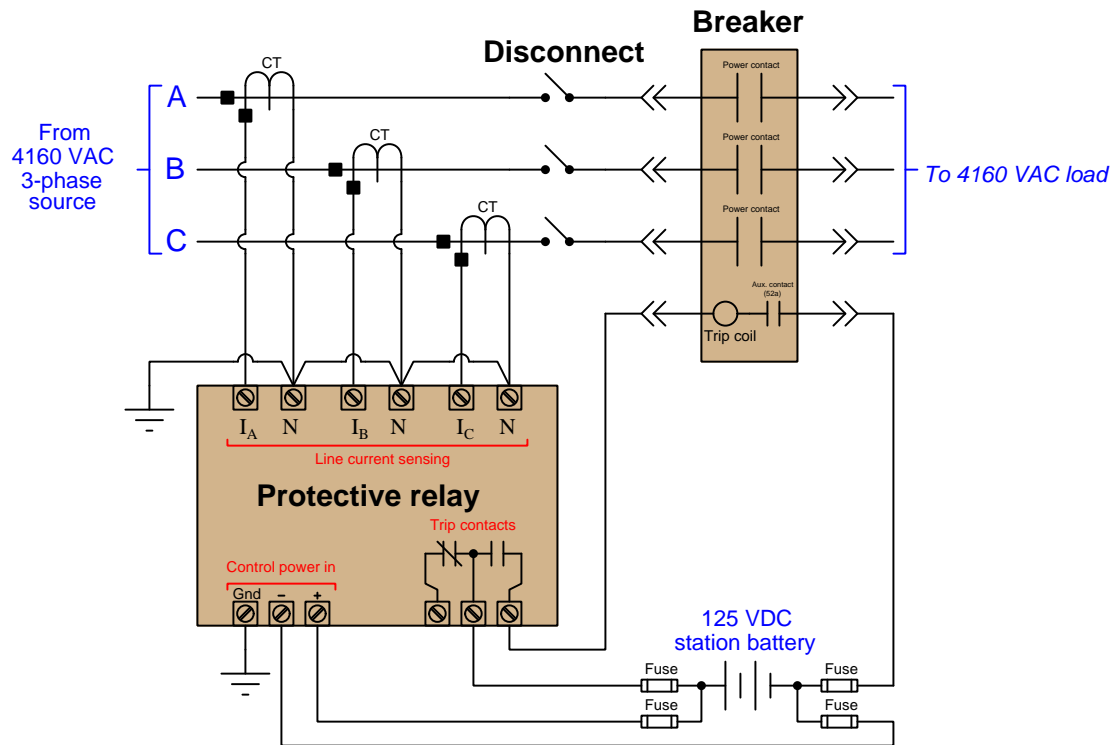 Breaker
Disconnect
CT
Power contact
A
From
4160 VAC
3-phase
source
CT
Power contact
B
To 4160 VAC load
CT
Power contact
C
Aux. contact
(52a)
Trip coil
IA N IB N IC N
Line current sensing
Protective relay
Trip contacts
Control power in
Gnd − +
125 VDC
station battery
Fuse Fuse
Fuse Fuse